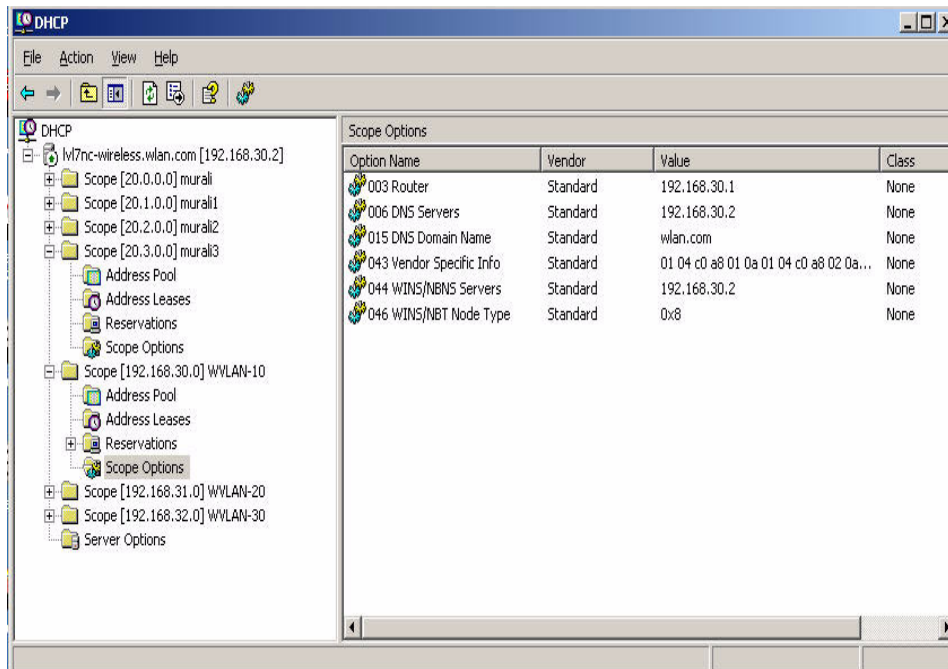 DHCP
File Action View Help
DHCP
lvl7nc-wireless.wlan.com [192.168.30.2]
Scope [20.0.0.0] murali
Scope [20.1.0.0] murali1
Scope [20.2.0.0] murali2
Scope [20.3.0.0] murali3
Address Pool
Address Leases
Reservations
Scope Options
Scope [192.168.30.0] WVLAN-10
Address Pool
Address Leases
Reservations
Scope Options
Scope [192.168.31.0] WVLAN-20
Scope [192.168.32.0] WVLAN-30
Server Options
Scope Options
Option Name Vendor Value Class
003 Router Standard 192.168.30.1 None
006 DNS Servers Standard 192.168.30.2 None
015 DNS Domain Name Standard wlan.com None
043 Vendor Specific Info Standard 01 04 c0 a8 01 0a 01 04 c0 a8 02 0a... None
044 WINS/NBNS Servers Standard 192.168.30.2 None
046 WINS/NBT Node Type Standard 0x8 None